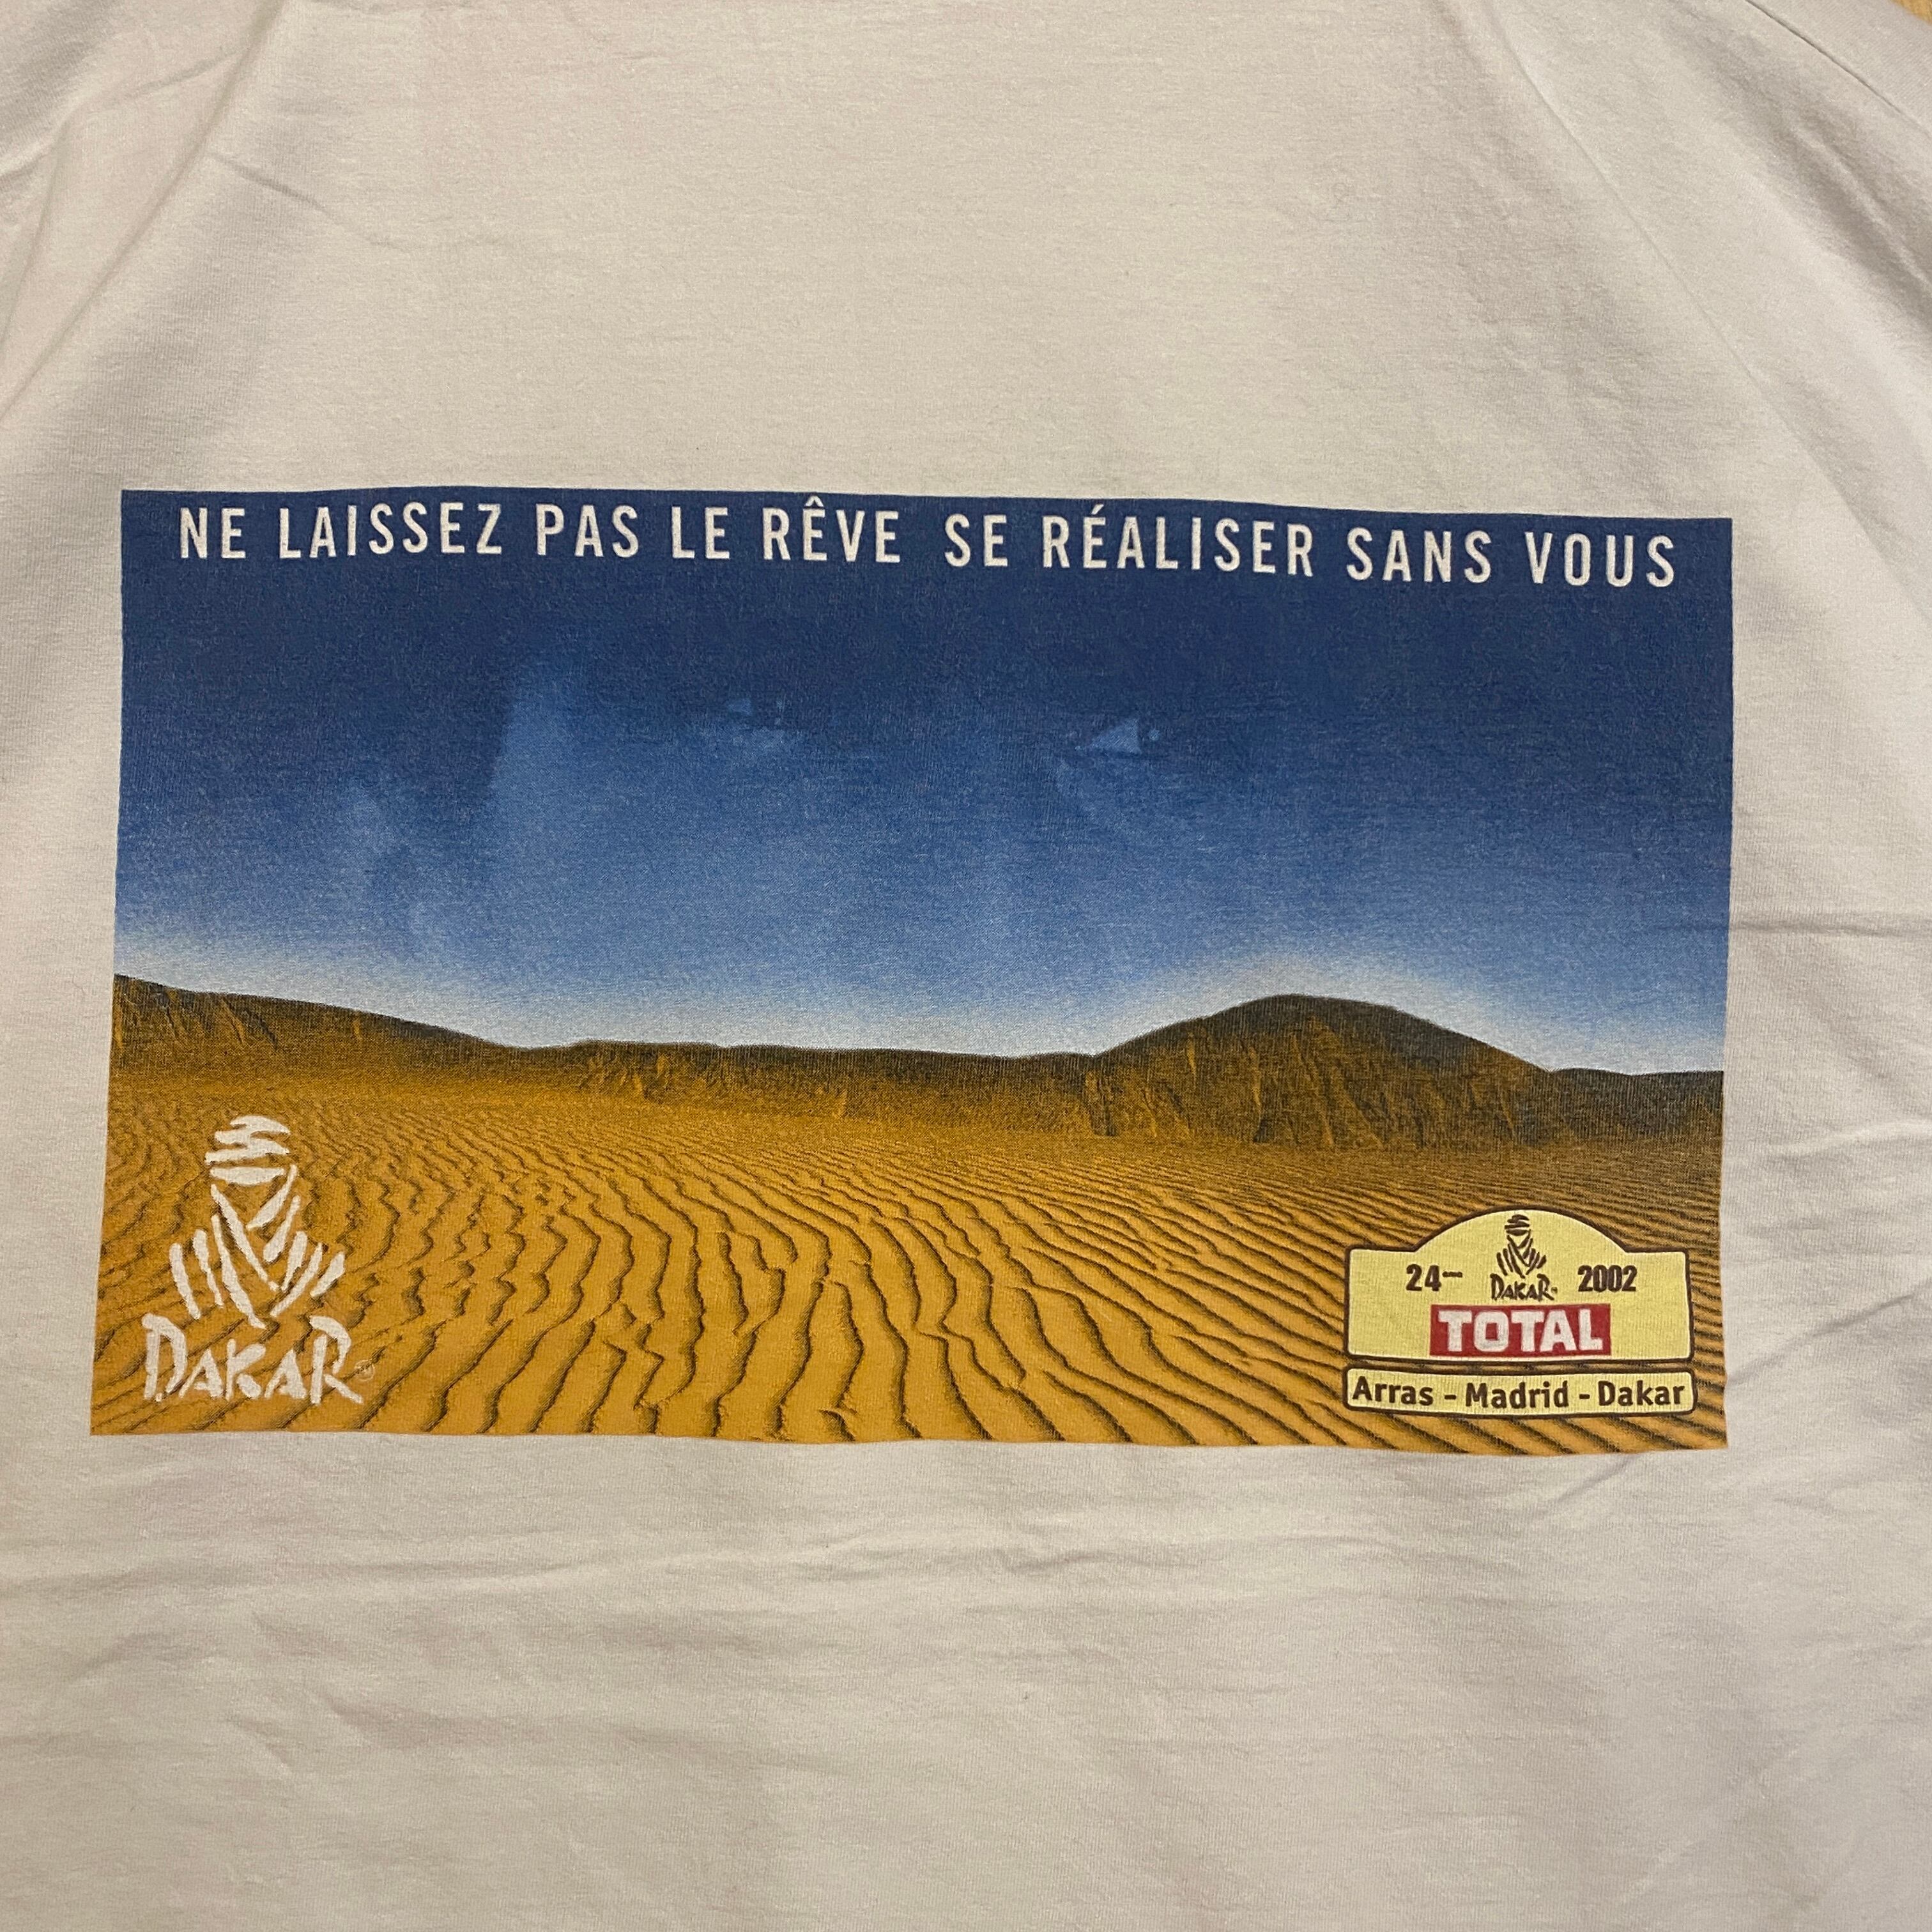 NE LAISSEZ PAS LE RÊVE SE RÉALISER SANS VOUS
DAKAR
24 DAKAR 2002
TOTAL
Arras - Madrid - Dakar